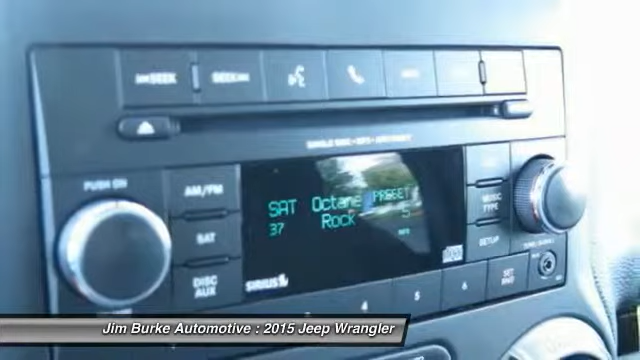 SEEK SEEK
PUSH ON
AM/FM
SAT
DISC
AUX
SAT Octane PRESET
37 Rock 5
SIRIUS
MUSIC
TYPE
SETUP
4 5 6
SET
RND
Jim Burke Automotive : 2015 Jeep Wrangler